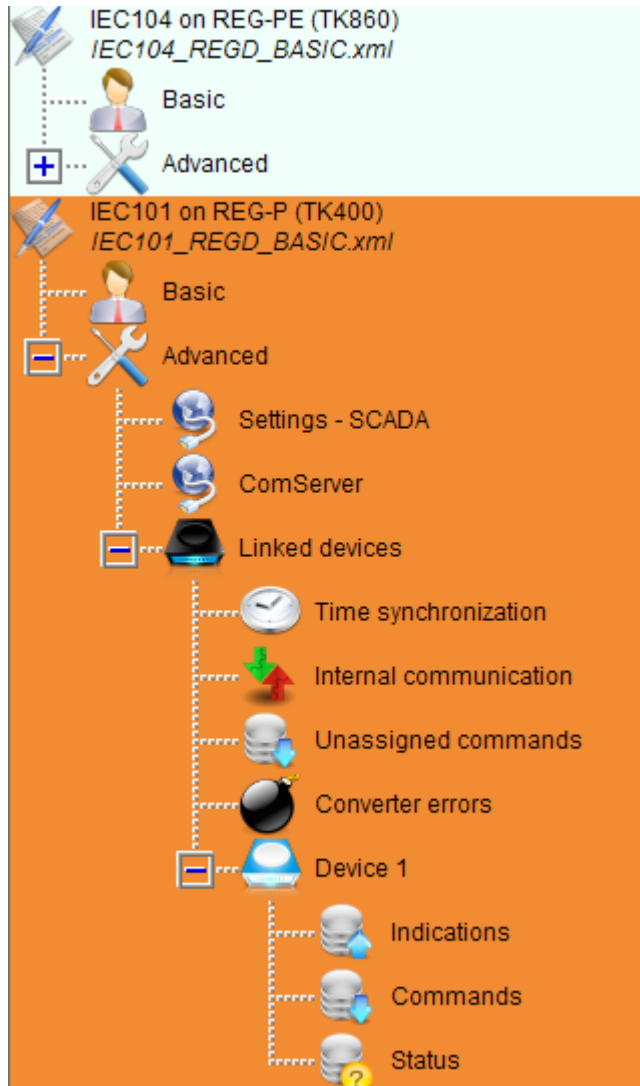 IEC104 on REG-PE (TK860)
IEC104_REGD_BASIC.xml
Basic
Advanced
IEC101 on REG-P (TK400)
IEC101_REGD_BASIC.xml
Basic
Advanced
Settings - SCADA
ComServer
Linked devices
Time synchronization
Internal communication
Unassigned commands
Converter errors
Device 1
Indications
Commands
Status